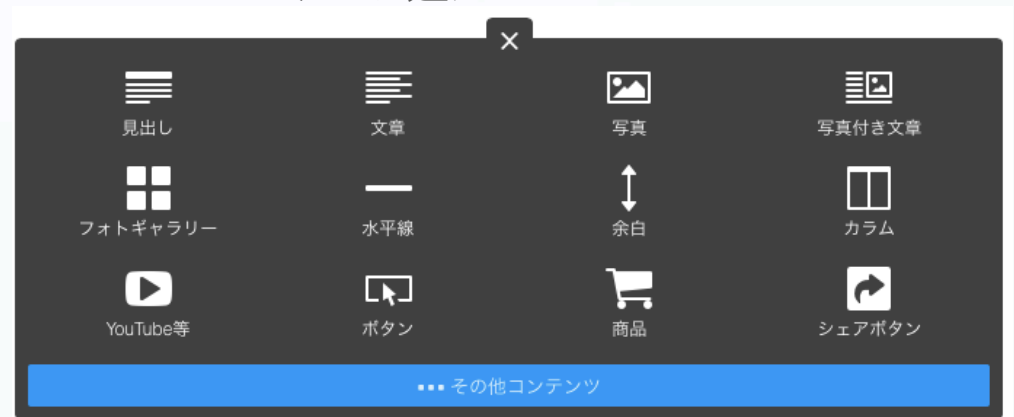 見出し 文章 写真 写真付き文章
フォトギャラリー 水平線 余白 カラム
YouTube等 ボタン 商品 シェアボタン
その他コンテンツ